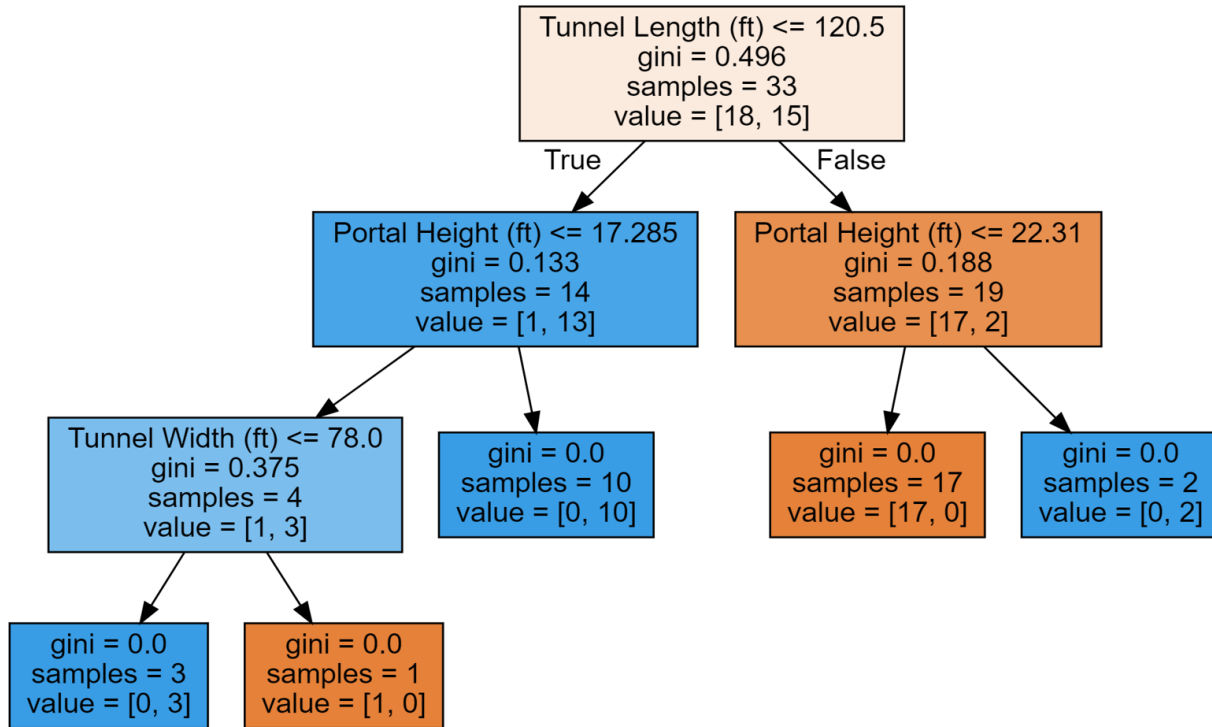 Tunnel Length (ft) <= 120.5
gini = 0.496
samples = 33
value = [18, 15]
True
False
Portal Height (ft) <= 17.285
gini = 0.133
samples = 14
value = [1, 13]
Portal Height (ft) <= 22.31
gini = 0.188
samples = 19
value = [17, 2]
Tunnel Width (ft) <= 78.0
gini = 0.375
samples = 4
value = [1, 3]
gini = 0.0
samples = 10
value = [0, 10]
gini = 0.0
samples = 17
value = [17, 0]
gini = 0.0
samples = 2
value = [0, 2]
gini = 0.0
samples = 3
value = [0, 3]
gini = 0.0
samples = 1
value = [1, 0]